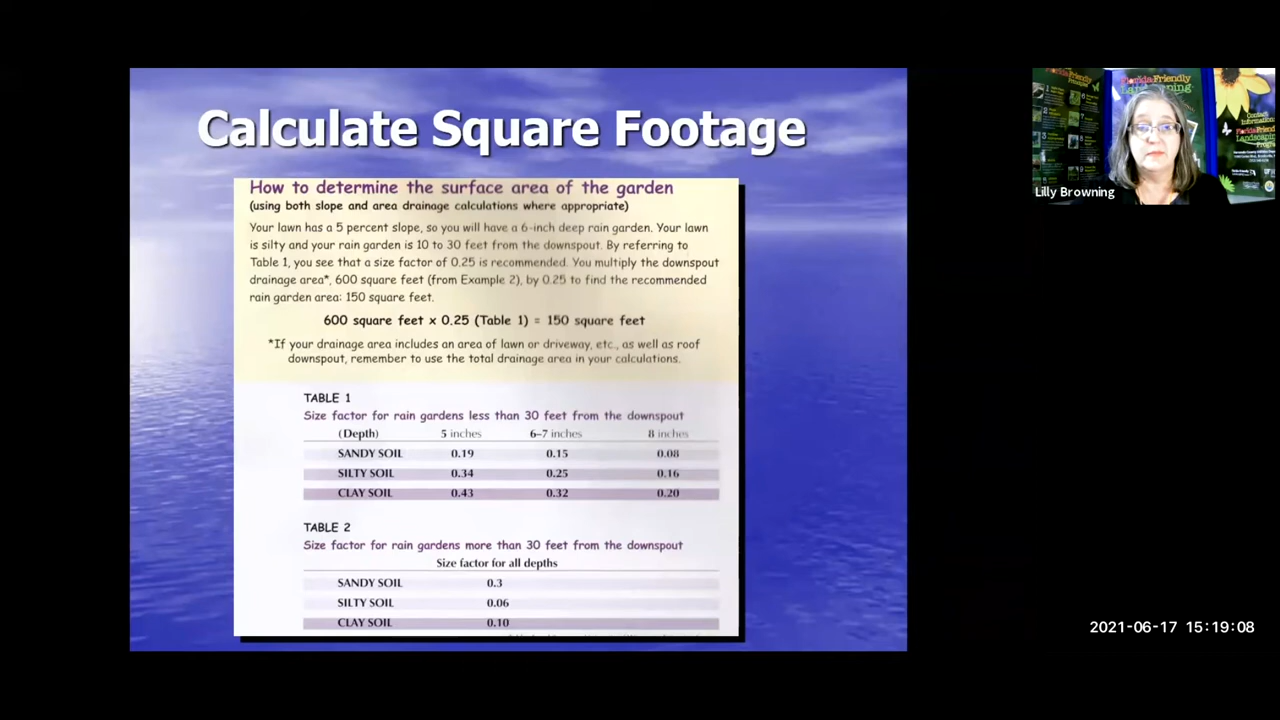 Calculate Square Footage
How to determine the surface area of the garden
(using both slope and area drainage calculations where appropriate)
Your lawn has a 5 percent slope, so you will have a 6-inch deep rain garden. Your lawn
is silty and your rain garden is 10 to 30 feet from the downspout. By referring to
Table 1, you see that a size factor of 0.25 is recommended. You multiply the downspout
drainage area*, 600 square feet (from Example 2), by 0.25 to find the recommended
rain garden area: 150 square feet.
600 square feet x 0.25 (Table 1) = 150 square feet
*If your drainage area includes an area of lawn or driveway, etc., as well as roof
downspout, remember to use the total drainage area in your calculations.
TABLE 1
Size factor for rain gardens less than 30 feet from the downspout
(Depth) 5 inches 6–7 inches 8 inches
SANDY SOIL 0.19 0.15 0.08
SILTY SOIL 0.34 0.25 0.16
CLAY SOIL 0.43 0.32 0.20
TABLE 2
Size factor for rain gardens more than 30 feet from the downspout
Size factor for all depths
SANDY SOIL 0.3
SILTY SOIL 0.06
CLAY SOIL 0.10
Florida-Friendly
Landscaping
Lilly Browning
2021-06-17 15:19:08